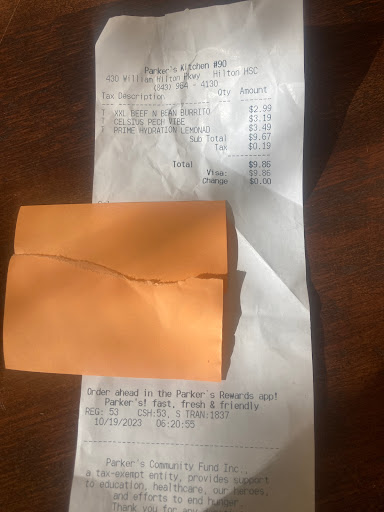 Parker's Kitchen #90
430 William Hilton Pkwy Hilton HSC
(843) 984 - 4130
Tax Description Qty Amount
T XXL BEEF N BEAN BURRITO $2.99
T CELSIUS PECH VIBE $3.19
T PRIME HYDRATION LEMONAD $3.49
Sub Total $9.67
Tax $0.19
Total $9.86
Visa: $9.86
Change $0.00
Order ahead in the Parker's Rewards app!
Parker's! fast, fresh & friendly
REG: 53 CSH:53, S TRAN:1837
10/19/2023 06:20:55
Parker's Community Fund Inc.,
a tax-exempt entity, provides support
to education, healthcare, our heroes,
and efforts to end hunger.
Thank you for